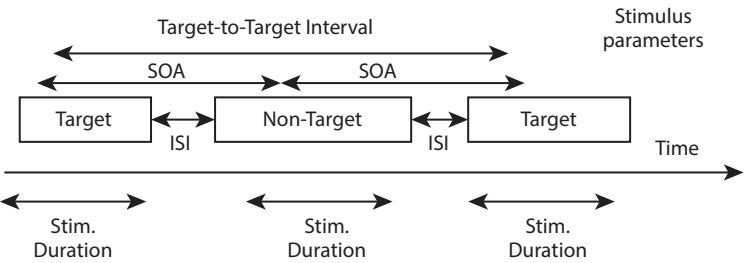 Target-to-Target Interval
Stimulus
parameters
SOA
SOA
Target
ISI
Non-Target
ISI
Target
Time
Stim.
Duration
Stim.
Duration
Stim.
Duration